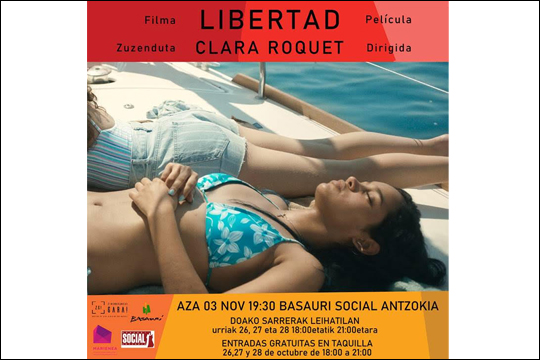 Filma LIBERTAD Película
Zuzenduta CLARA ROQUET Dirigida
AZA 03 NOV 19:30 BASAURI SOCIAL ANTZOKIA
DOAKO SARRERAK LEIHATILAN
urriak 26, 27 eta 28 18:00etatik 21:00etara
ENTRADAS GRATUITAS EN TAQUILLA
26,27 y 28 de octubre de 18:00 a 21:00
GARA!
Basauri
SOCIAL